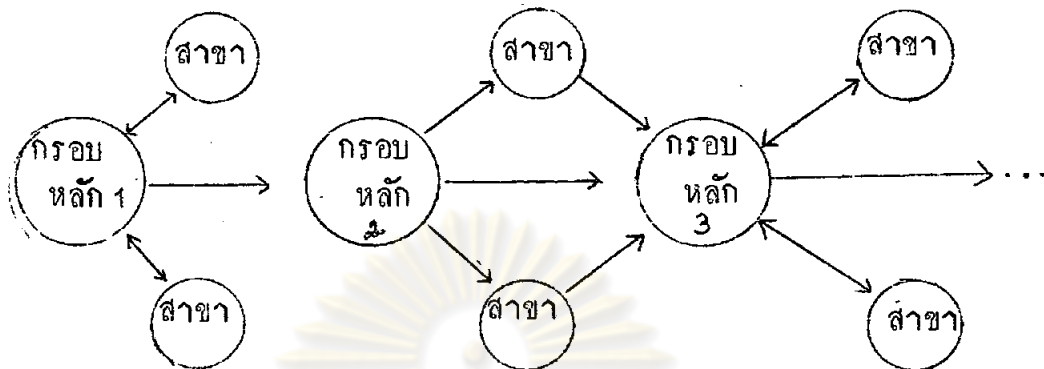 สาขา
สาขา
สาขา
กรอบ
หลัก 1
กรอบ
หลัก
2
กรอบ
หลัก
3
...
สาขา
สาขา
สาขา